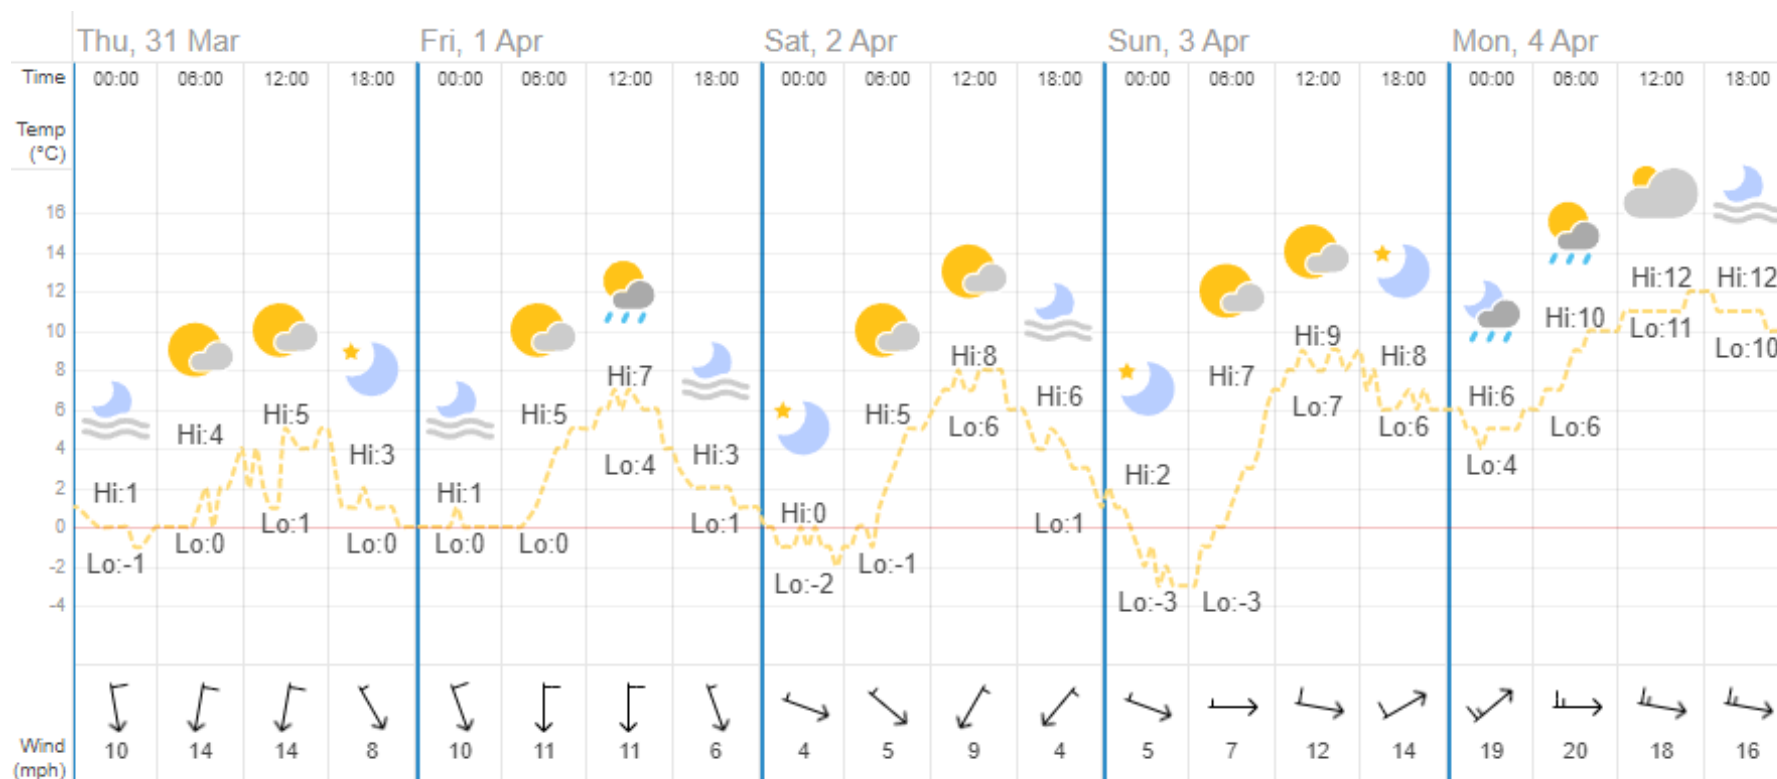 Thu, 31 Mar Fri, 1 Apr Sat, 2 Apr Sun, 3 Apr Mon, 4 Apr
Time 00:00 06:00 12:00 18:00 00:00 06:00 12:00 18:00 00:00 06:00 12:00 18:00 00:00 06:00 12:00 18:00 00:00 06:00 12:00 18:00
Temp
(°C)
16
14
12
10
8
6
4
2
0
-2
-4
Hi:1 Hi:4 Hi:5 Hi:3 Hi:1 Hi:5 Hi:7 Hi:3 Hi:0 Hi:5 Hi:8 Hi:6 Hi:2 Hi:7 Hi:9 Hi:8 Hi:6 Hi:10 Hi:12 Hi:12
Lo:-1 Lo:0 Lo:1 Lo:0 Lo:0 Lo:0 Lo:4 Lo:1 Lo:-2 Lo:-1 Lo:6 Lo:1 Lo:-3 Lo:-3 Lo:7 Lo:6 Lo:4 Lo:6 Lo:11 Lo:10
Wind
(mph)
10 14 14 8 10 11 11 6 4 5 9 4 5 7 12 14 19 20 18 16